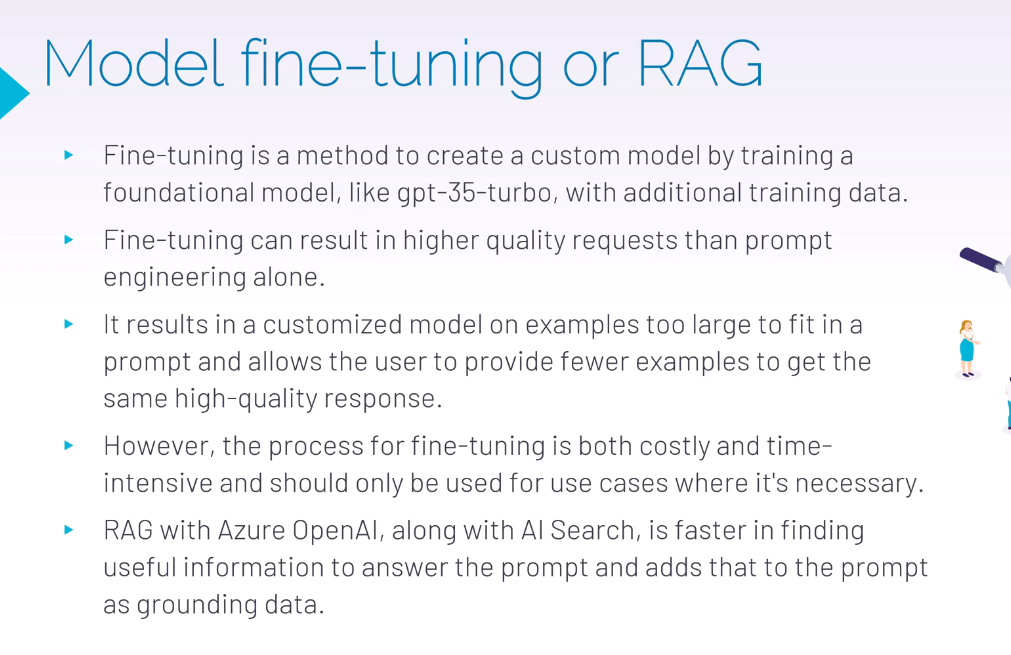 Model fine-tuning or RAG
Fine-tuning is a method to create a custom model by training a
foundational model, like gpt-35-turbo, with additional training data.
Fine-tuning can result in higher quality requests than prompt
engineering alone.
It results in a customized model on examples too large to fit in a
prompt and allows the user to provide fewer examples to get the
same high-quality response.
However, the process for fine-tuning is both costly and time-
intensive and should only be used for use cases where it's necessary.
RAG with Azure OpenAI, along with AI Search, is faster in finding
useful information to answer the prompt and adds that to the prompt
as grounding data.